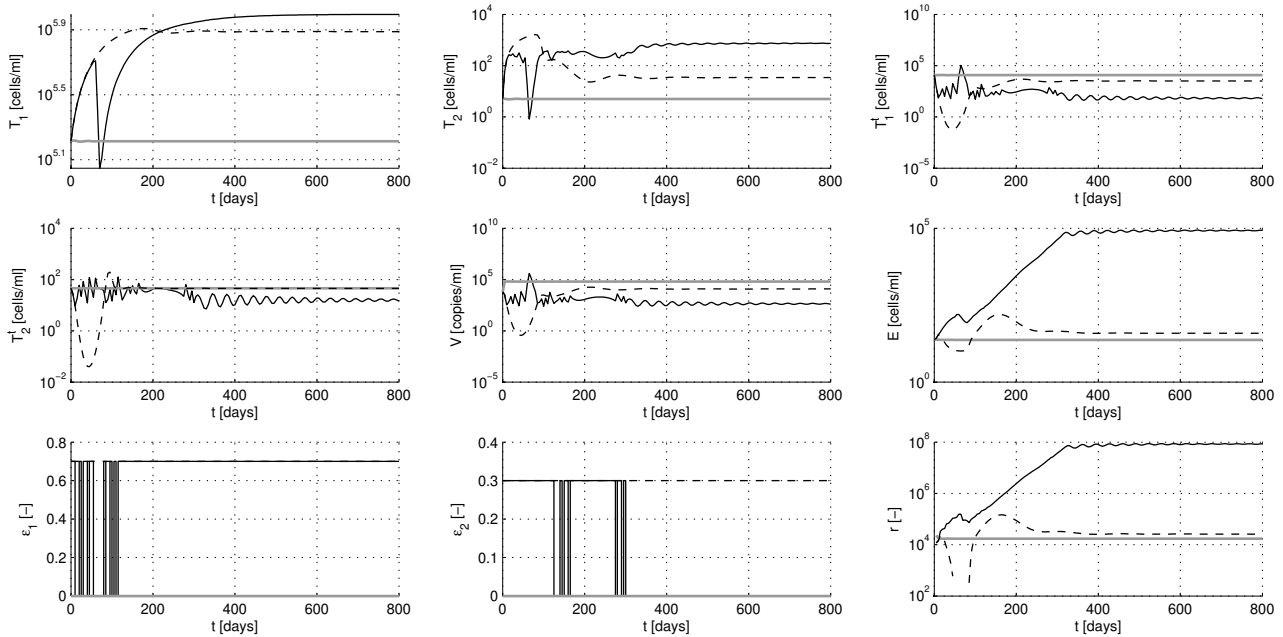 10^5.9
10^5.5
10^5.1
T_1 [cells/ml]
0 200 400 600 800
t [days]
10^4
10^2
10^0
10^-2
T_2 [cells/ml]
0 200 400 600 800
t [days]
10^10
10^5
10^0
10^-5
T_1^t [cells/ml]
0 200 400 600 800
t [days]
10^4
10^2
10^0
10^-2
T_2^t [cells/ml]
0 200 400 600 800
t [days]
10^10
10^5
10^0
10^-5
V [copies/ml]
0 200 400 600 800
t [days]
10^5
10^0
E [cells/ml]
0 200 400 600 800
t [days]
0.8
0.6
0.4
0.2
0
ε_1 [-]
0 200 400 600 800
t [days]
0.4
0.3
0.2
0.1
0
ε_2 [-]
0 200 400 600 800
t [days]
10^8
10^6
10^4
10^2
r [-]
0 200 400 600 800
t [days]